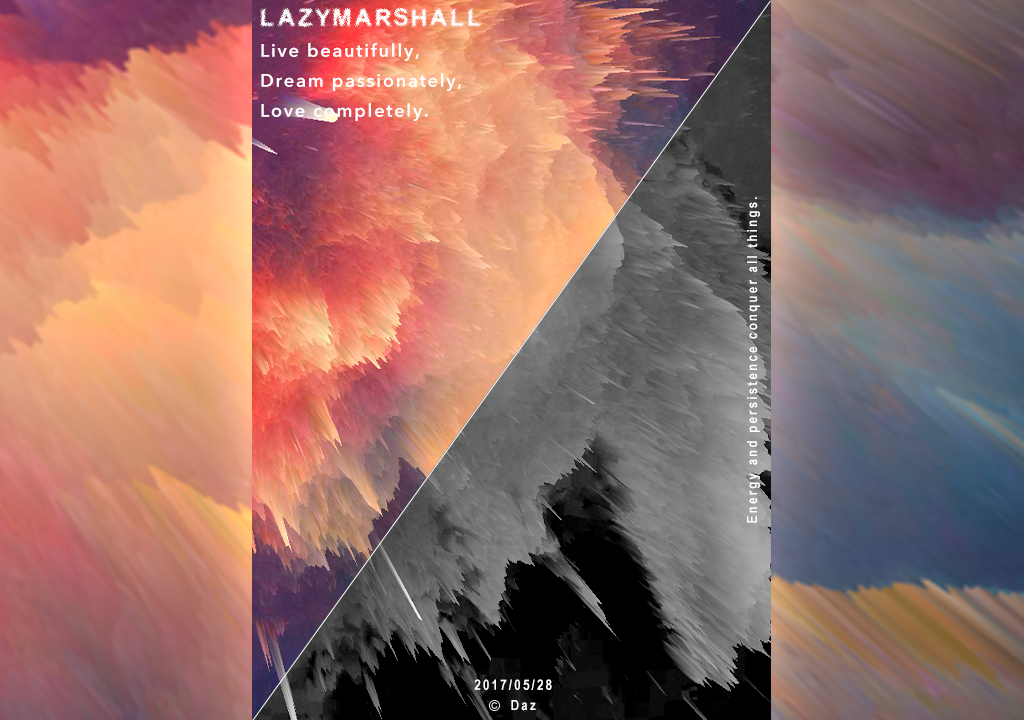 LAZYMARSHALL
Live beautifully,
Dream passionately,
Love completely.
Energy and persistence conquer all things.
2017/05/28
© Daz